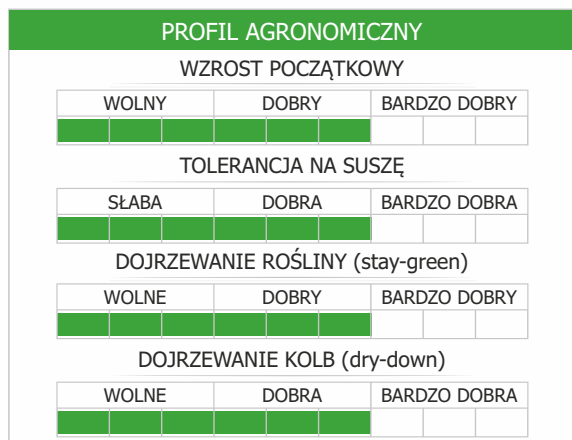 PROFIL AGRONOMICZNY
WZROST POCZĄTKOWY
WOLNY DOBRY BARDZO DOBRY
TOLERANCJA NA SUSZĘ
SŁABA DOBRA BARDZO DOBRA
DOJRZEWANIE ROŚLINY (stay-green)
WOLNE DOBRY BARDZO DOBRY
DOJRZEWANIE KOLB (dry-down)
WOLNE DOBRA BARDZO DOBRA